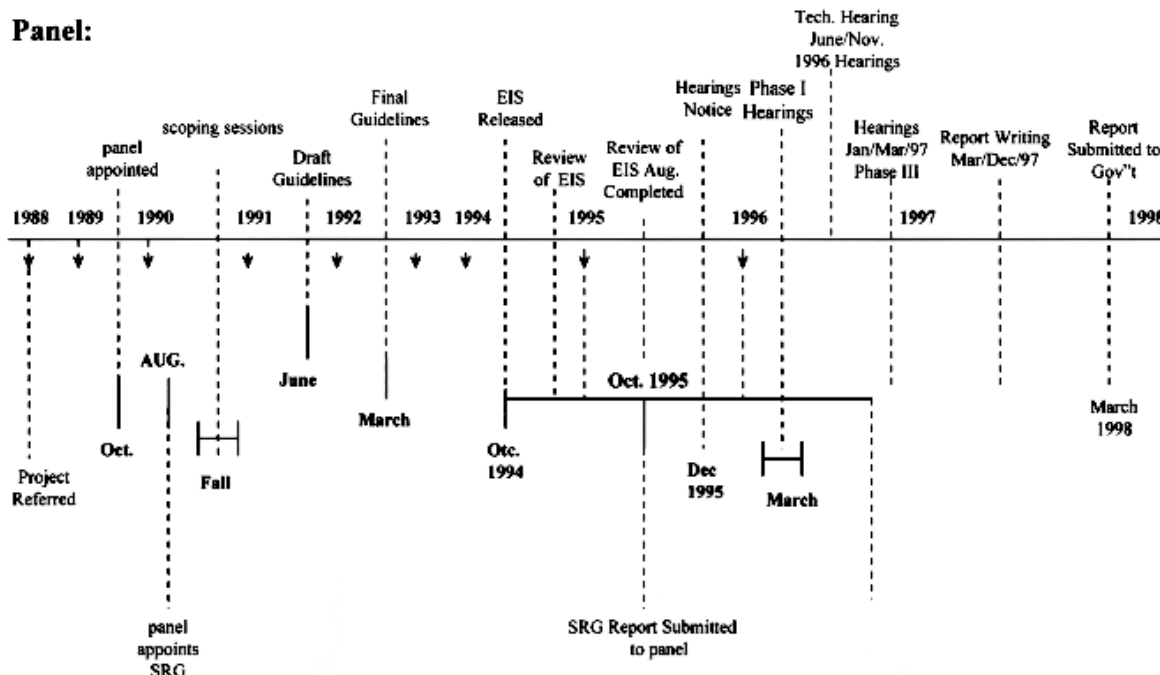 Panel:
Tech. Hearing
June/Nov.
1996 Hearings
Final
Guidelines
EIS
Released
Hearings
Notice
Phase I
Hearings
scoping sessions
panel
appointed
Draft
Guidelines
Review
of EIS
Review of
EIS Aug.
Completed
Hearings
Jan/Mar/97
Phase III
Report Writing
Mar/Dec/97
Report
Submitted to
Gov"t
1988
1989
1990
1991
1992
1993
1994
1995
1996
1997
1998
AUG.
June
March
Oct. 1995
Oct.
Fall
Otc.
1994
Dec
1995
March
March
1998
Project
Referred
panel
appoints
SRG
SRG Report Submitted
to panel